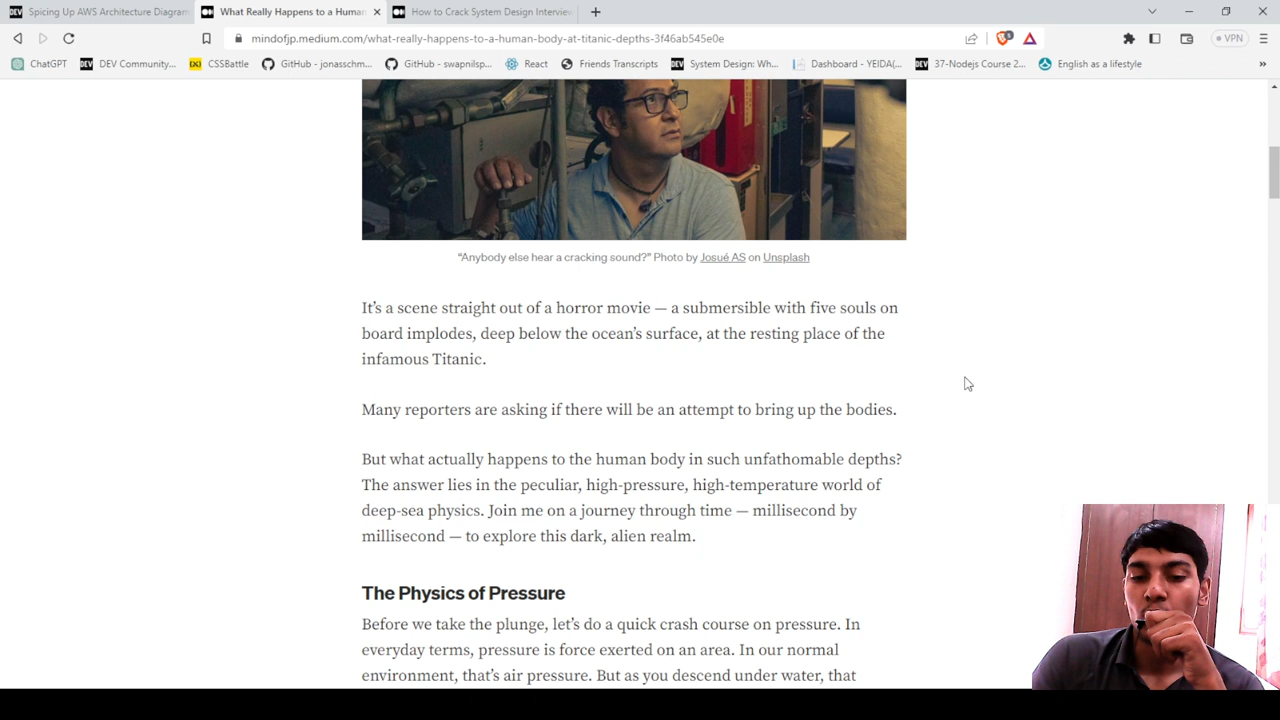 Spicing Up AWS Architecture Diagram
What Really Happens to a Human
How to Crack System Design Interview
mindofjp.medium.com/what-really-happens-to-a-human-body-at-titanic-depths-3f46ab545e0e
VPN
ChatGPT
DEV Community...
CSSBattle
GitHub - jonasschm...
GitHub - swapnilsp...
React
Friends Transcripts
System Design: Wh...
Dashboard - YEIDA(...
37-Nodejs Course 2...
English as a lifestyle
“Anybody else hear a cracking sound?” Photo by Josué AS on Unsplash
It’s a scene straight out of a horror movie — a submersible with five souls on
board implodes, deep below the ocean’s surface, at the resting place of the
infamous Titanic.
Many reporters are asking if there will be an attempt to bring up the bodies.
But what actually happens to the human body in such unfathomable depths?
The answer lies in the peculiar, high-pressure, high-temperature world of
deep-sea physics. Join me on a journey through time — millisecond by
millisecond — to explore this dark, alien realm.
The Physics of Pressure
Before we take the plunge, let’s do a quick crash course on pressure. In
everyday terms, pressure is force exerted on an area. In our normal
environment, that’s air pressure. But as you descend under water, that